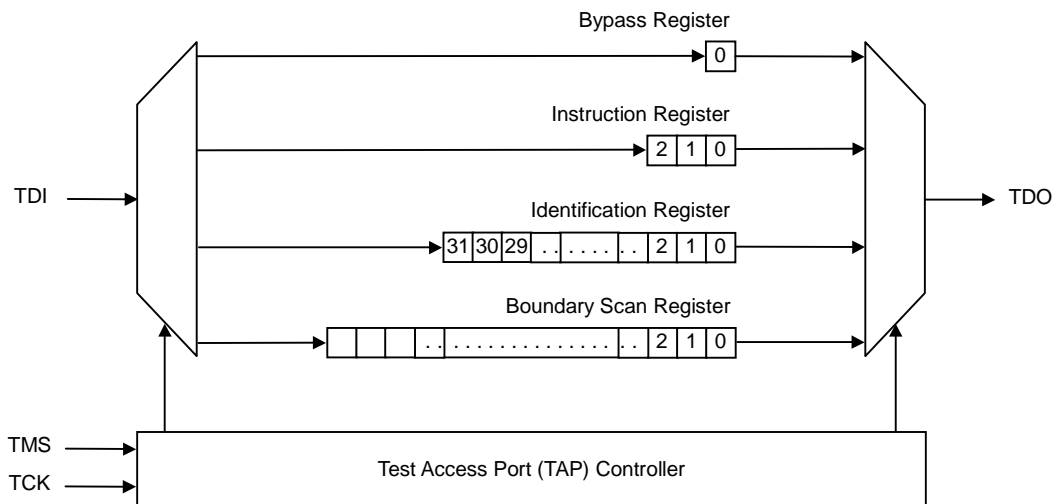 Bypass Register
0
Instruction Register
2 1 0
TDI
TDO
Identification Register
31 30 29 . . . . . . . . 2 1 0
Boundary Scan Register
. . . . . . . . . . . . . . . . . . 2 1 0
TMS
TCK
Test Access Port (TAP) Controller